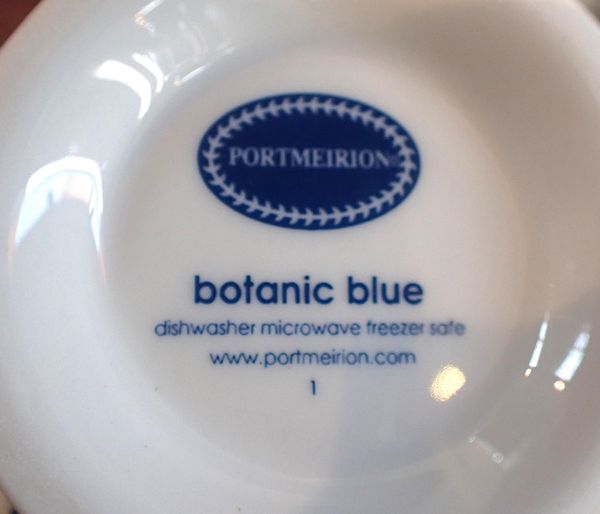 PORTMEIRION®
botanic blue
dishwasher microwave freezer safe
www.portmeirion.com
1